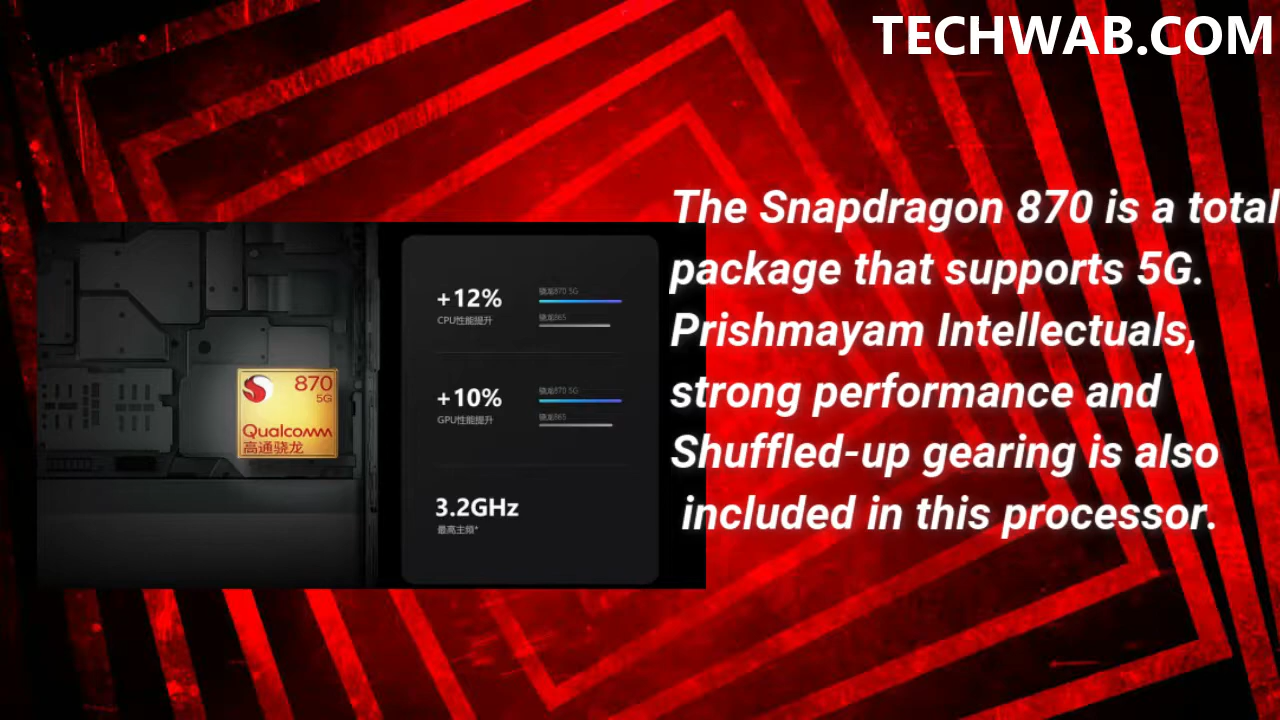 TECHWAB.COM
The Snapdragon 870 is a total
package that supports 5G.
Prishmayam Intellectuals,
strong performance and
Shuffled-up gearing is also
included in this processor.
870
5G
Qualcomm
高通骁龙
+12%
CPU性能提升
骁龙870 5G
骁龙865
+10%
GPU性能提升
骁龙870 5G
骁龙865
3.2GHz
最高主频*